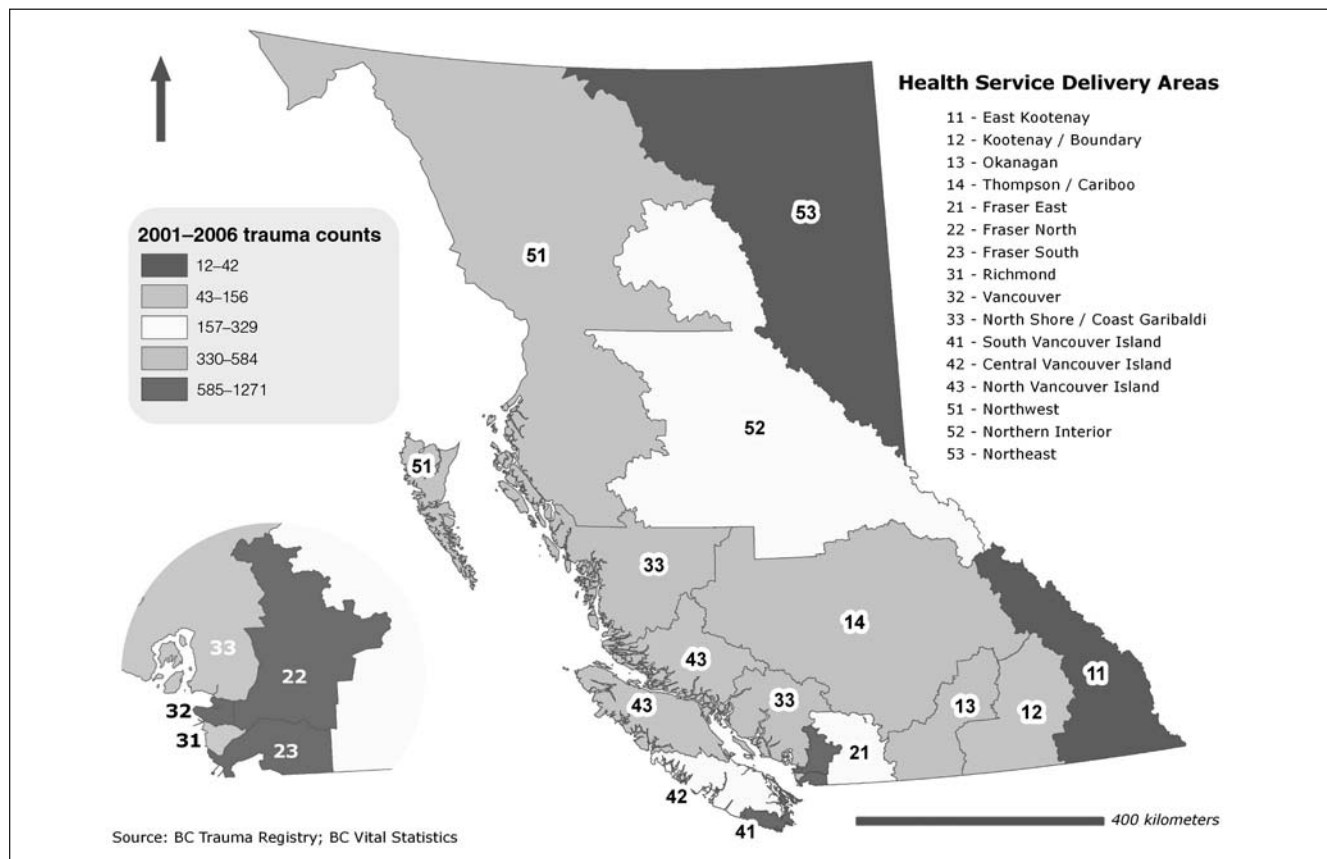 Health Service Delivery Areas
11 - East Kootenay
12 - Kootenay / Boundary
13 - Okanagan
14 - Thompson / Cariboo
21 - Fraser East
22 - Fraser North
23 - Fraser South
31 - Richmond
32 - Vancouver
33 - North Shore / Coast Garibaldi
41 - South Vancouver Island
42 - Central Vancouver Island
43 - North Vancouver Island
51 - Northwest
52 - Northern Interior
53 - Northeast
2001–2006 trauma counts
12–42
43–156
157–329
330–584
585–1271
53
51
52
51
33
14
43
11
43
33
13
12
21
42
41
33
22
32
31
23
400 kilometers
Source: BC Trauma Registry; BC Vital Statistics